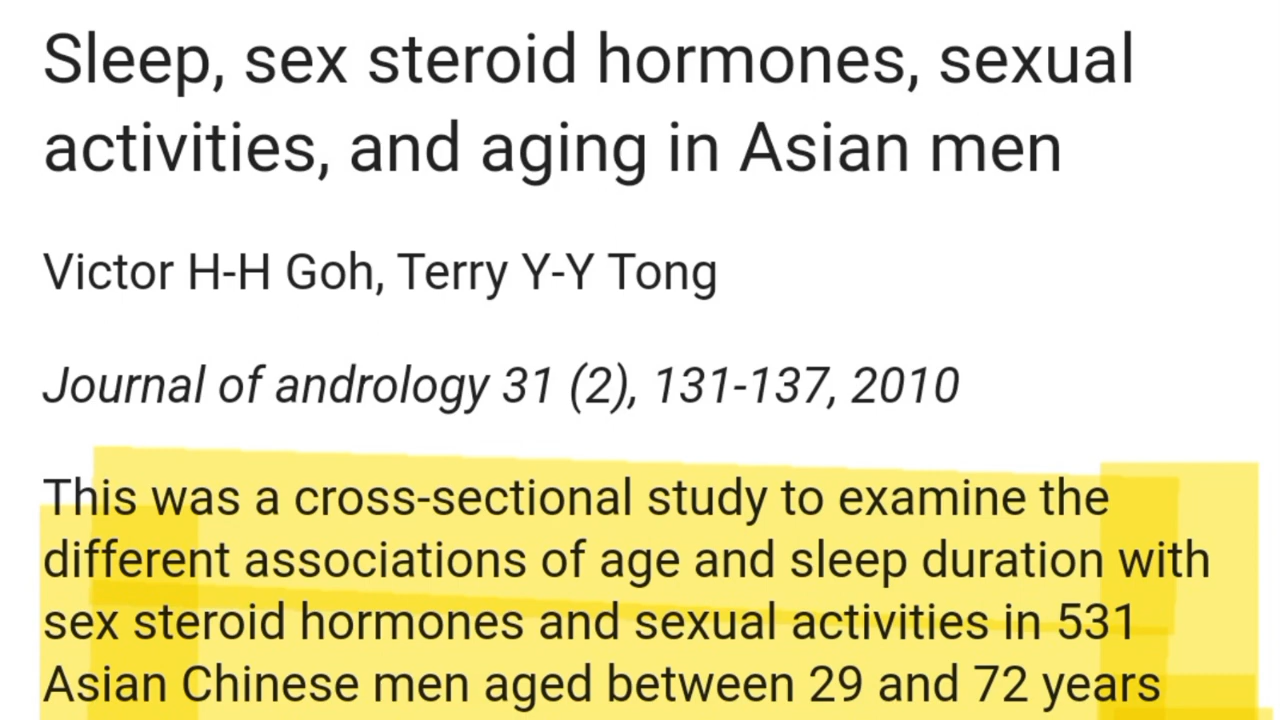 Sleep, sex steroid hormones, sexual
activities, and aging in Asian men
Victor H-H Goh, Terry Y-Y Tong
Journal of andrology 31 (2), 131-137, 2010
This was a cross-sectional study to examine the
different associations of age and sleep duration with
sex steroid hormones and sexual activities in 531
Asian Chinese men aged between 29 and 72 years